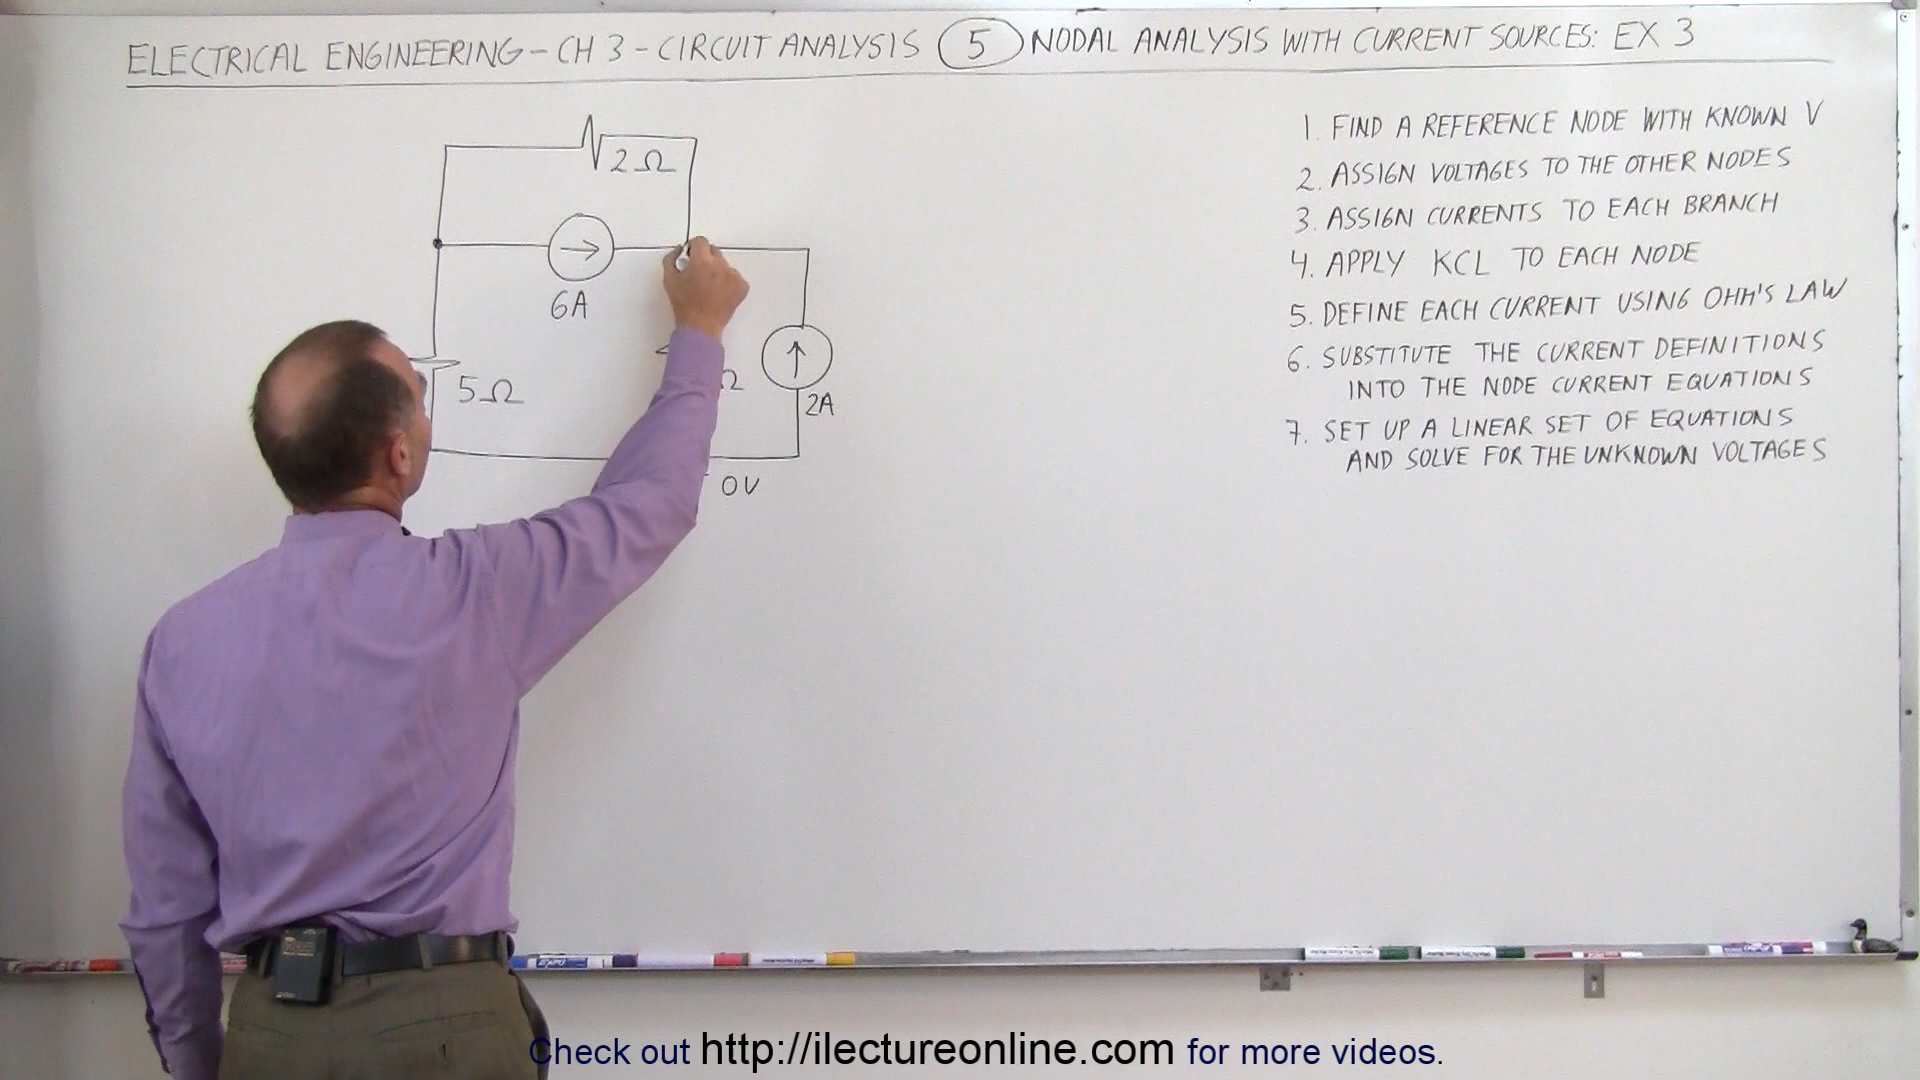 ELECTRICAL ENGINEERING - CH 3 - CIRCUIT ANALYSIS 5 NODAL ANALYSIS WITH CURRENT SOURCES: EX 3
2Ω
6A
5Ω
Ω
2A
0V
1. FIND A REFERENCE NODE WITH KNOWN V
2. ASSIGN VOLTAGES TO THE OTHER NODES
3. ASSIGN CURRENTS TO EACH BRANCH
4. APPLY KCL TO EACH NODE
5. DEFINE EACH CURRENT USING OHH'S LAW
6. SUBSTITUTE THE CURRENT DEFINITIONS
INTO THE NODE CURRENT EQUATIONS
7. SET UP A LINEAR SET OF EQUATIONS
AND SOLVE FOR THE UNKNOWN VOLTAGES
Check out http://ilectureonline.com for more videos.